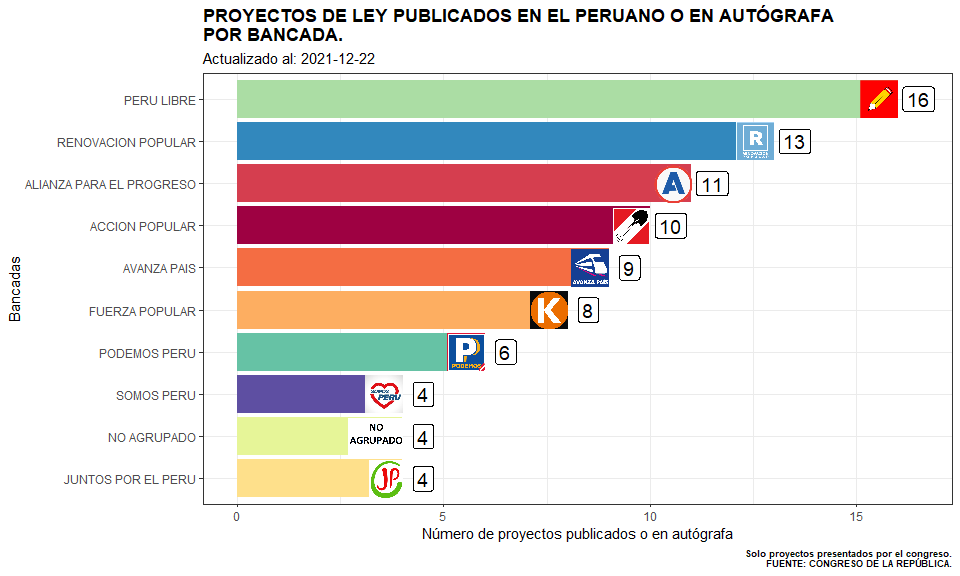 PROYECTOS DE LEY PUBLICADOS EN EL PERUANO O EN AUTÓGRAFA
POR BANCADA.
Actualizado al: 2021-12-22
Bancadas
PERU LIBRE
16
RENOVACION POPULAR
R
13
ALIANZA PARA EL PROGRESO
A
11
ACCION POPULAR
10
AVANZA PAIS
AVANZA PAIS
9
FUERZA POPULAR
K
8
PODEMOS PERU
P
PODEMOS
6
SOMOS PERU
SOMOS
PERU
4
NO AGRUPADO
NO
AGRUPADO
4
JUNTOS POR EL PERU
JP
4
0 5 10 15
Número de proyectos publicados o en autógrafa
Solo proyectos presentados por el congreso.
FUENTE: CONGRESO DE LA REPÚBLICA.